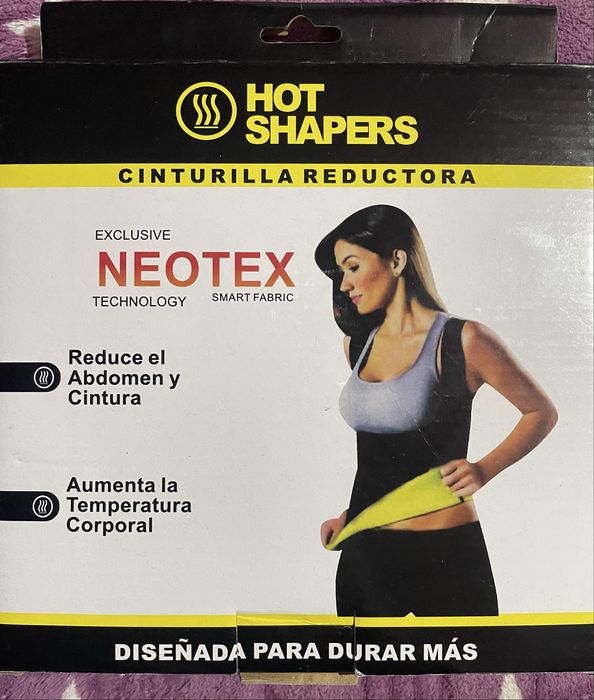 HOT
SHAPERS
CINTURILLA REDUCTORA
EXCLUSIVE
NEOTEX
TECHNOLOGY SMART FABRIC
Reduce el
Abdomen y
Cintura
Aumenta la
Temperatura
Corporal
DISEÑADA PARA DURAR MÁS